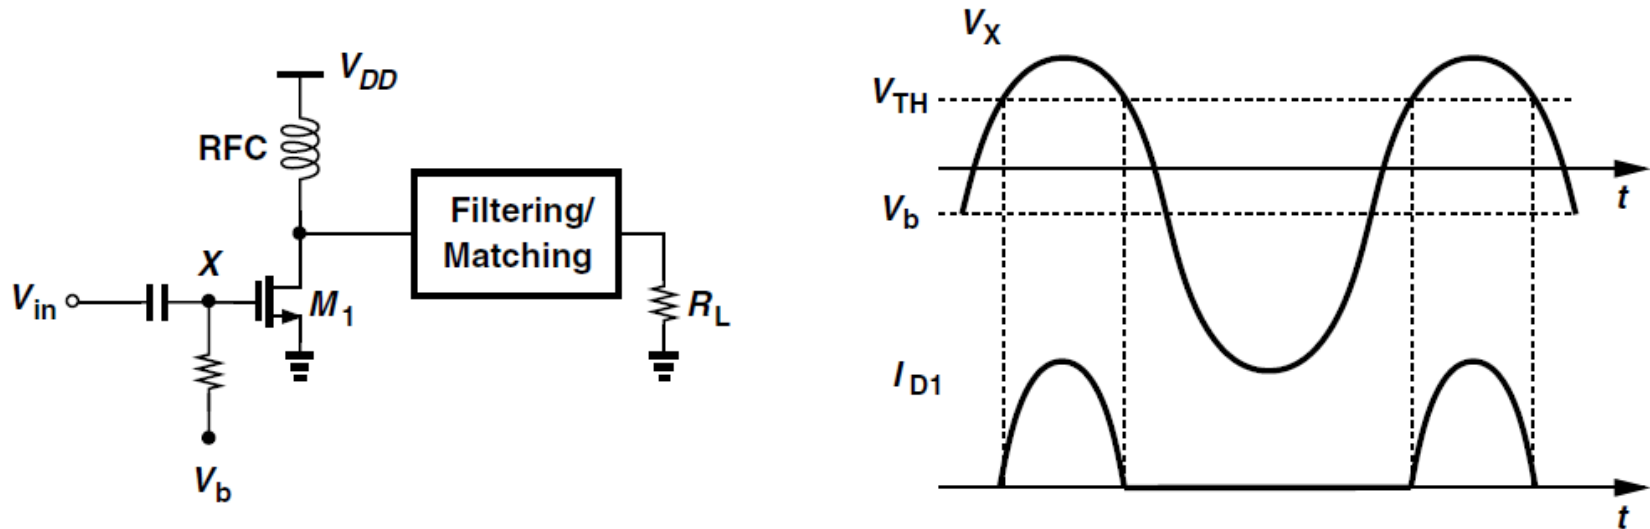 V_DD
RFC
Filtering/
Matching
X
V_in
M_1
R_L
V_b
V_X
V_TH
t
V_b
I_D1
t